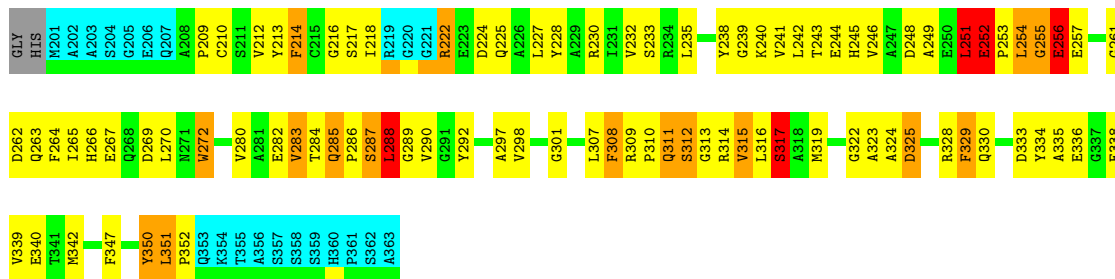 GLY HIS M201 A202 A203 S204 G205 E206 Q207 A208 P209 C210 S211 V212 Y213 F214 C215 G216 S217 I218 R219 G220 G221 R222 E223 D224 Q225 A226 L227 Y228 A229 R230 I231 V232 S233 R234 L235 Y238 G239 K240 V241 L242 T243 E244 H245 V246 A247 D248 A249 E250 L251 E252 P253 L254 G255 E256 E257
D262 Q263 F264 I265 H266 E267 Q268 D269 L270 N271 W272 V280 A281 E282 V283 T284 Q285 P286 S287 L288 G289 V290 G291 Y292 A297 V298 G301 L307 F308 R309 P310 Q311 S312 G313 R314 V315 L316 S317 A318 M319 G322 A323 A324 D325 R328 F329 Q330 D333 Y334 A335 E336 G337
V339 E340 T341 M342 F347 Y350 L351 P352 Q353 K354 T355 A356 S357 S358 S359 H360 P361 S362 A363